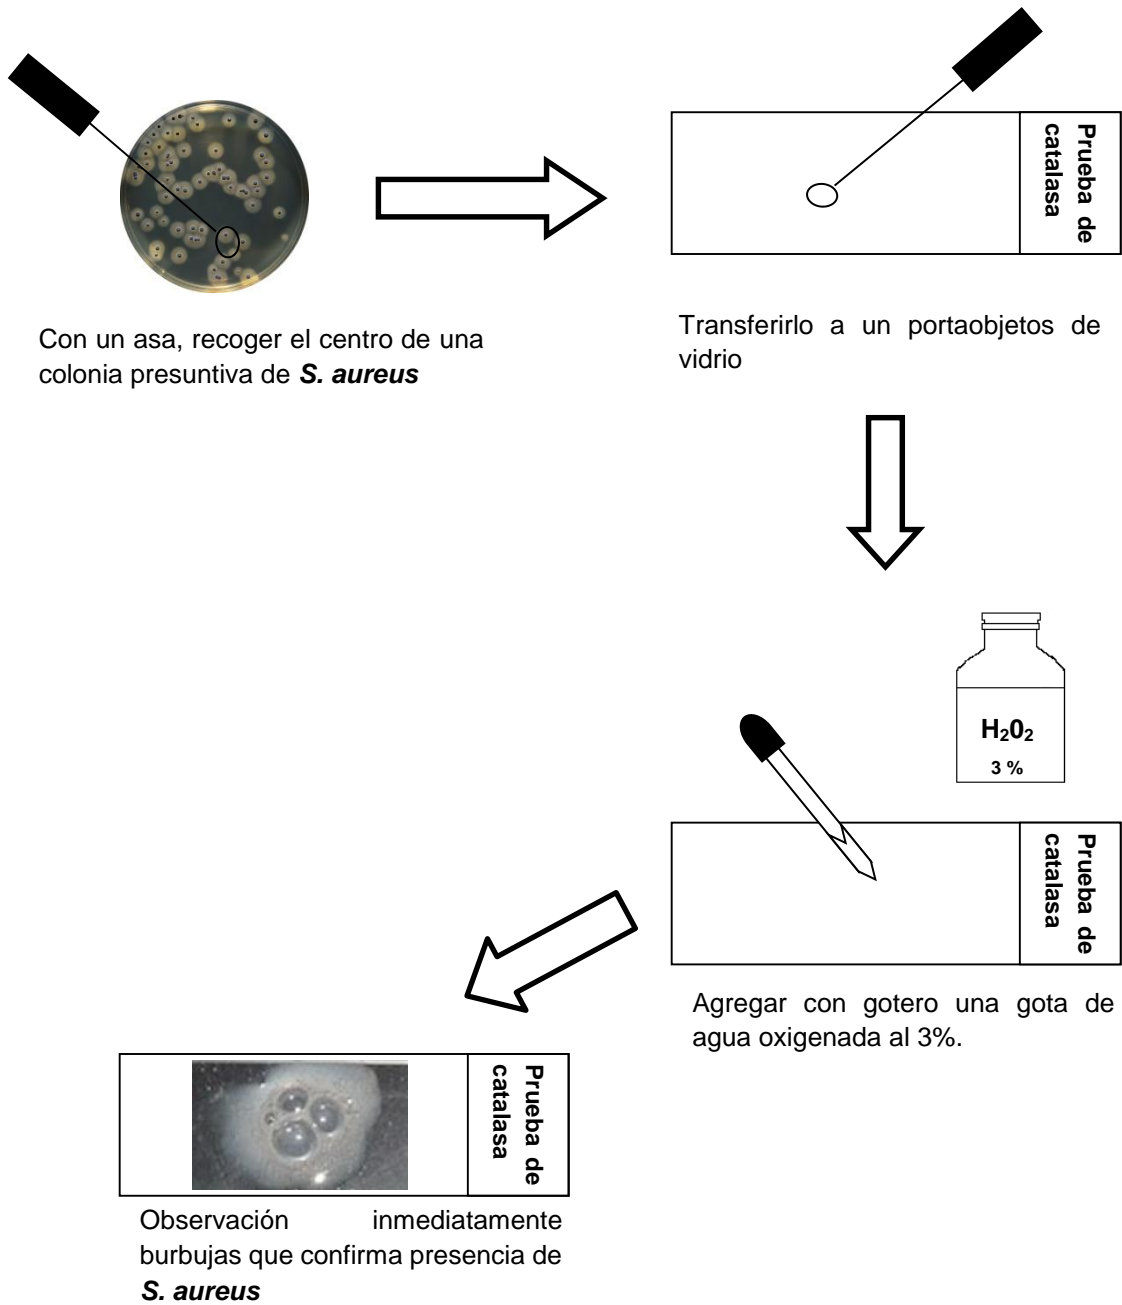 Prueba de
catalasa
Con un asa, recoger el centro de una
colonia presuntiva de S. aureus
Transferirlo a un portaobjetos de
vidrio
H₂0₂
3 %
Prueba de
catalasa
Agregar con gotero una gota de
agua oxigenada al 3%.
Prueba de
catalasa
Observación inmediatamente
burbujas que confirma presencia de
S. aureus